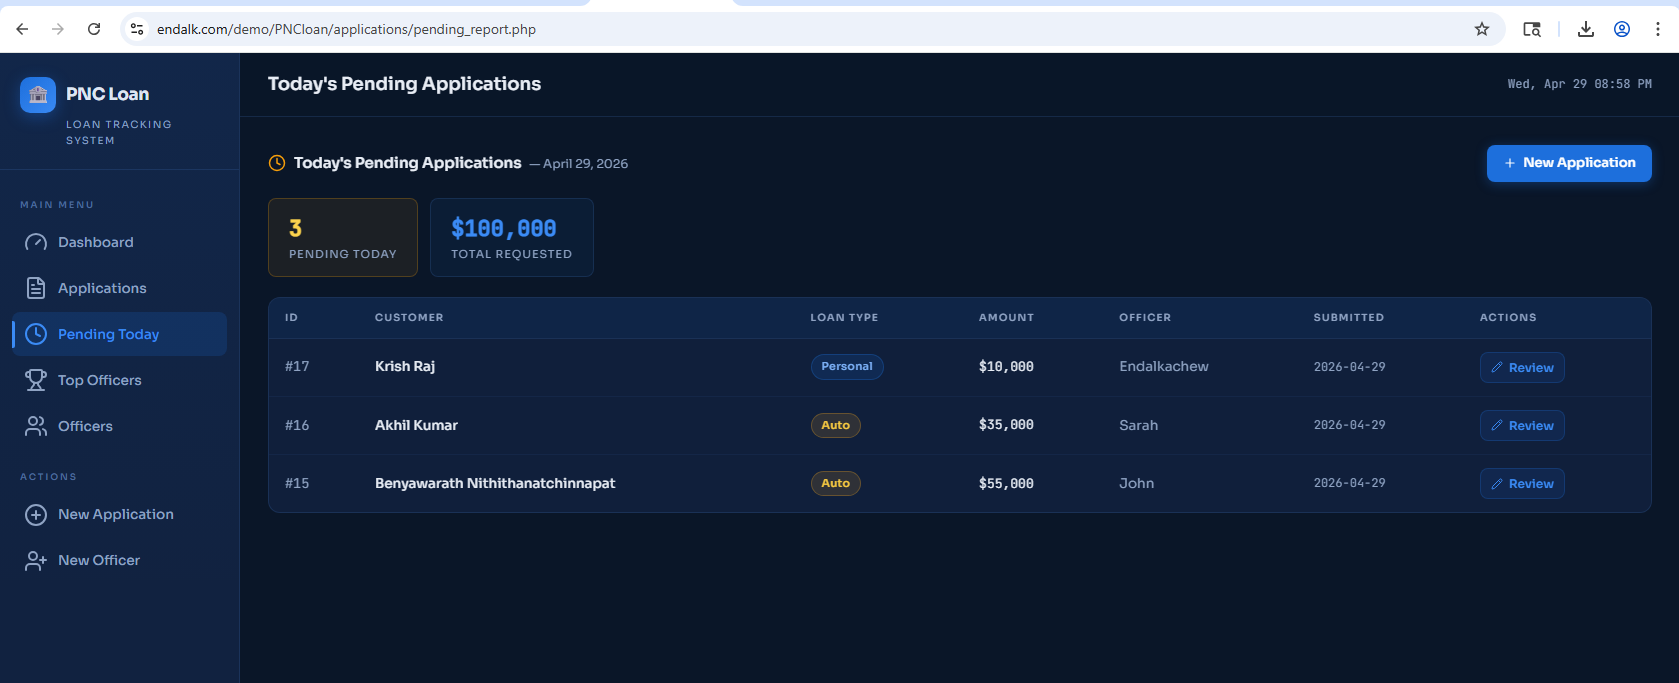 endalk.com/demo/PNCloan/applications/pending_report.php
PNC Loan
LOAN TRACKING
SYSTEM
MAIN MENU
Dashboard
Applications
Pending Today
Top Officers
Officers
ACTIONS
New Application
New Officer
Today's Pending Applications
Wed, Apr 29 08:58 PM
Today's Pending Applications — April 29, 2026
+ New Application
3
PENDING TODAY
$100,000
TOTAL REQUESTED
ID CUSTOMER LOAN TYPE AMOUNT OFFICER SUBMITTED ACTIONS
#17 Krish Raj Personal $10,000 Endalkachew 2026-04-29 Review
#16 Akhil Kumar Auto $35,000 Sarah 2026-04-29 Review
#15 Benyawarath Nithithanatchinnapat Auto $55,000 John 2026-04-29 Review